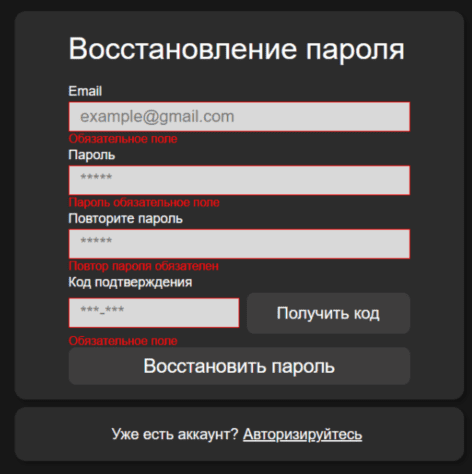 Восстановление пароля
Email
example@gmail.com
Обязательное поле
Пароль
*****
Пароль обязательное поле
Повторите пароль
*****
Повтор пароля обязателен
Код подтверждения
***-***
Получить код
Обязательное поле
Восстановить пароль
Уже есть аккаунт? Авторизируйтесь